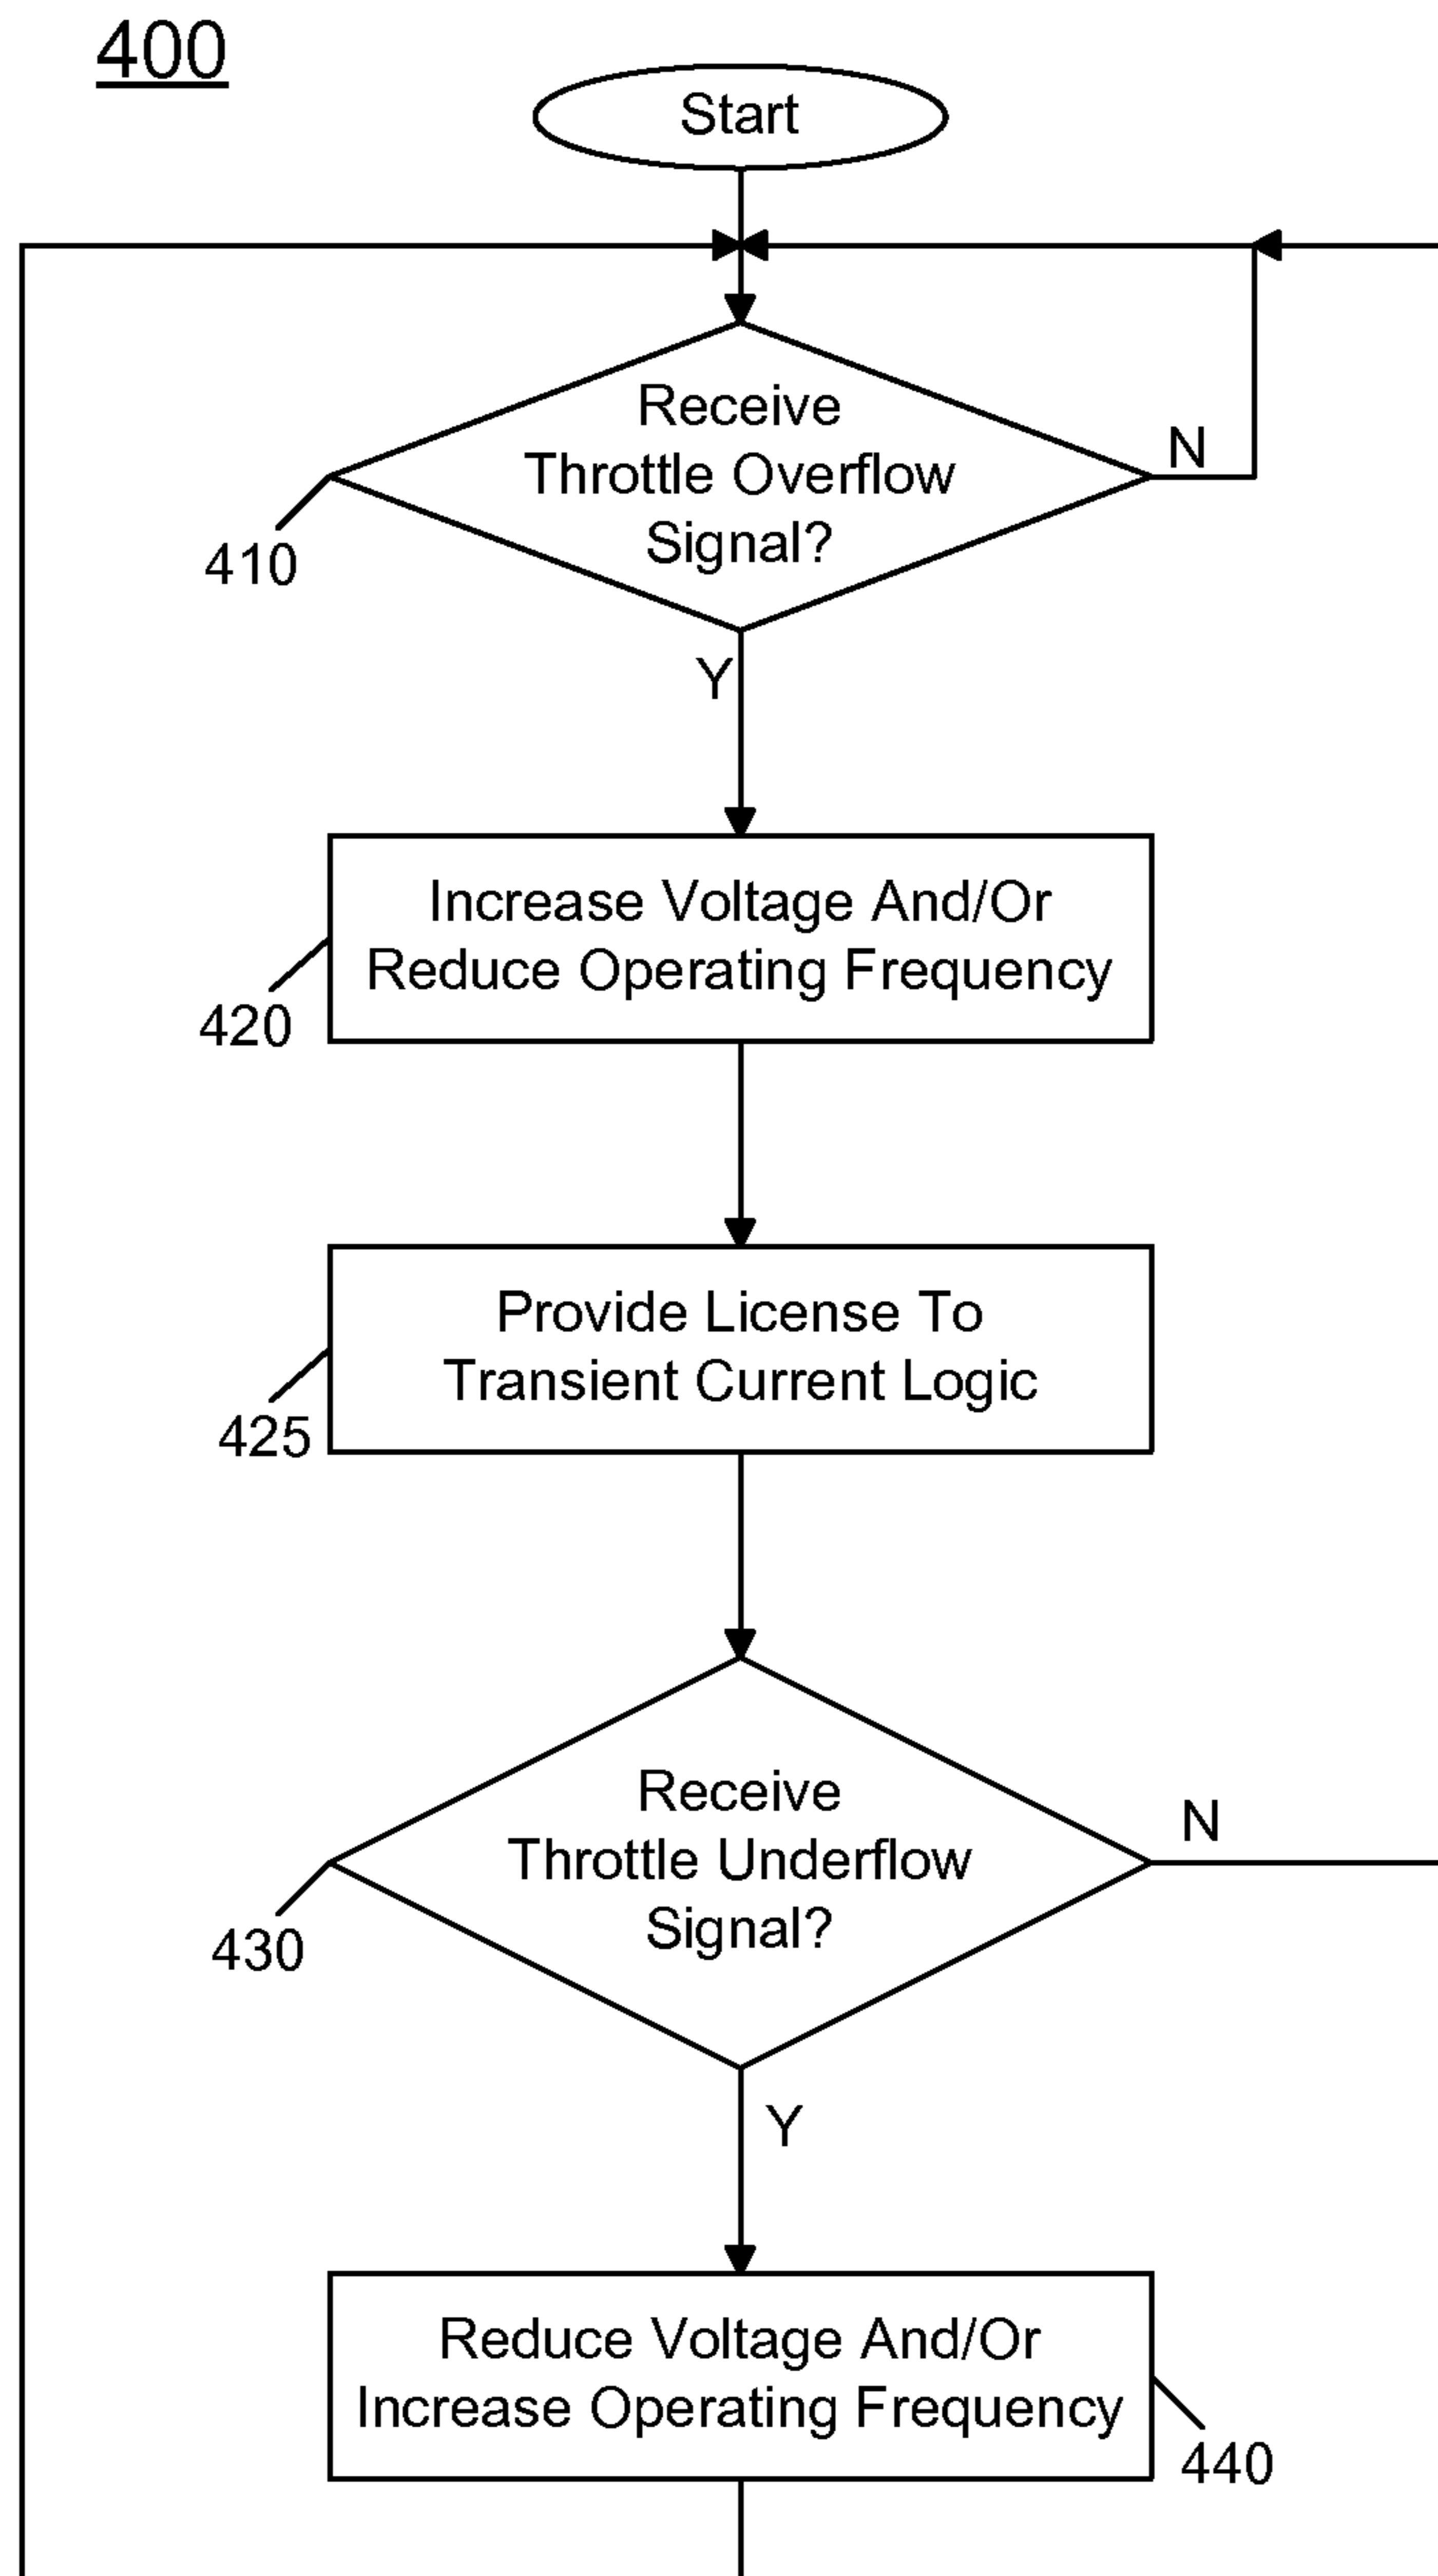 400
Start
Receive
Throttle Overflow
Signal?
N
410
Y
Increase Voltage And/Or
Reduce Operating Frequency
420
Provide License To
Transient Current Logic
425
Receive
Throttle Underflow
Signal?
N
430
Y
Reduce Voltage And/Or
Increase Operating Frequency
440